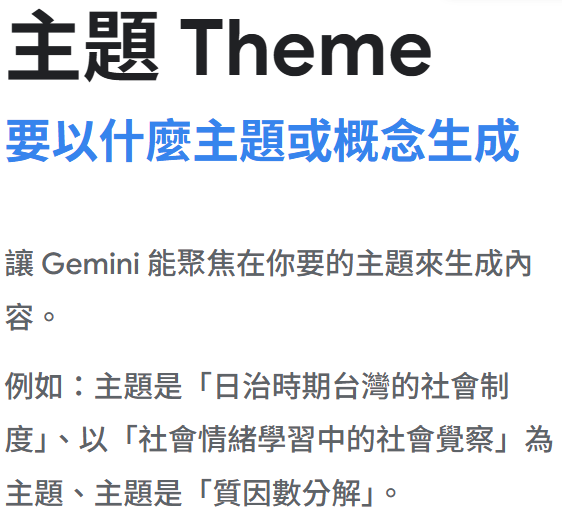 主題 Theme
要以什麼主題或概念生成
讓 Gemini 能聚焦在你要的主題來生成內
容。
例如：主題是「日治時期台灣的社會制
度」、以「社會情緒學習中的社會覺察」為
主題、主題是「質因數分解」。